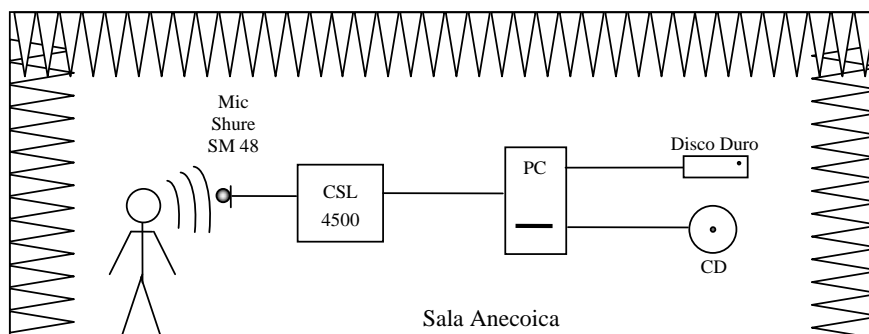 Mic
Shure
SM 48
CSL
4500
PC
Disco Duro
CD
Sala Anecoica